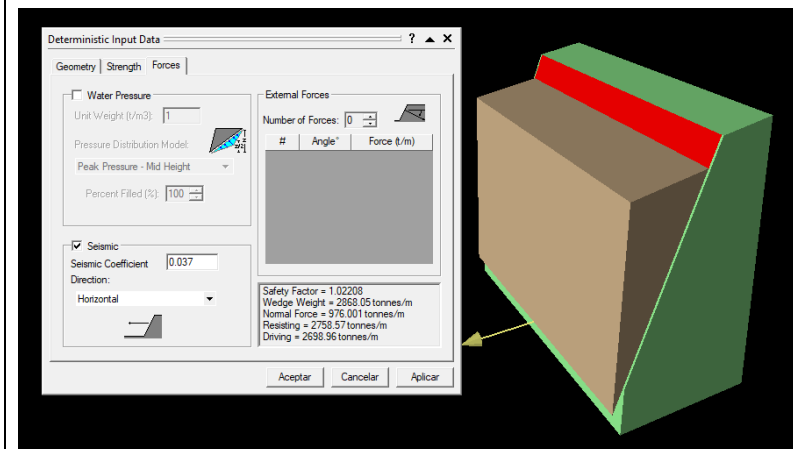 Deterministic Input Data ? ▲ ×
Geometry Strength Forces
Water Pressure
Unit Weight (t/m3): 1
Pressure Distribution Model:
Peak Pressure - Mid Height
Percent Filled (%): 100
Seismic
Seismic Coefficient 0.037
Direction:
Horizontal
External Forces
Number of Forces: 0
# Angle° Force (t/m)
Safety Factor = 1.02208
Wedge Weight = 2868.05 tonnes/m
Normal Force = 976.001 tonnes/m
Resisting = 2758.57 tonnes/m
Driving = 2698.96 tonnes/m
Aceptar Cancelar Aplicar